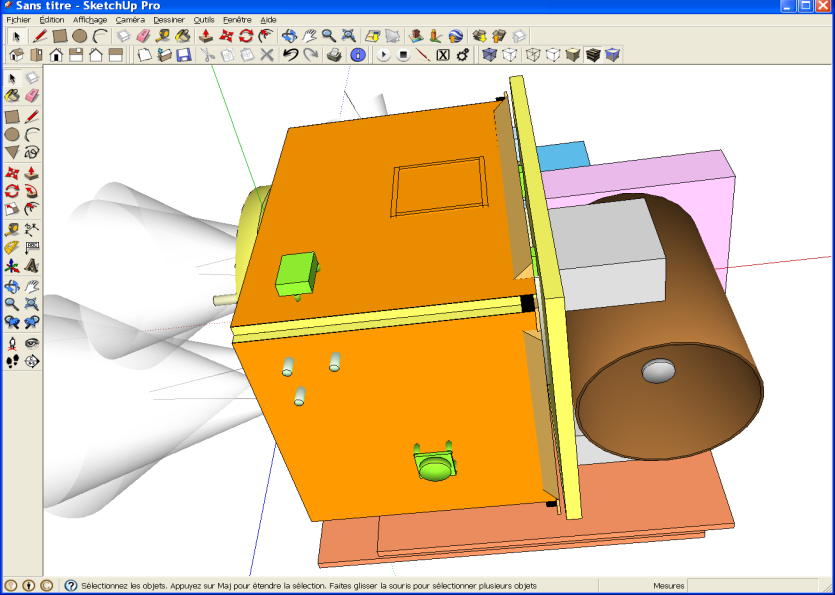 Sans titre - SketchUp Pro
Fichier Édition Affichage Caméra Dessiner Outils Fenêtre Aide
Sélectionnez les objets. Appuyez sur Maj pour étendre la sélection. Faites glisser la souris pour sélectionner plusieurs objets
Mesures